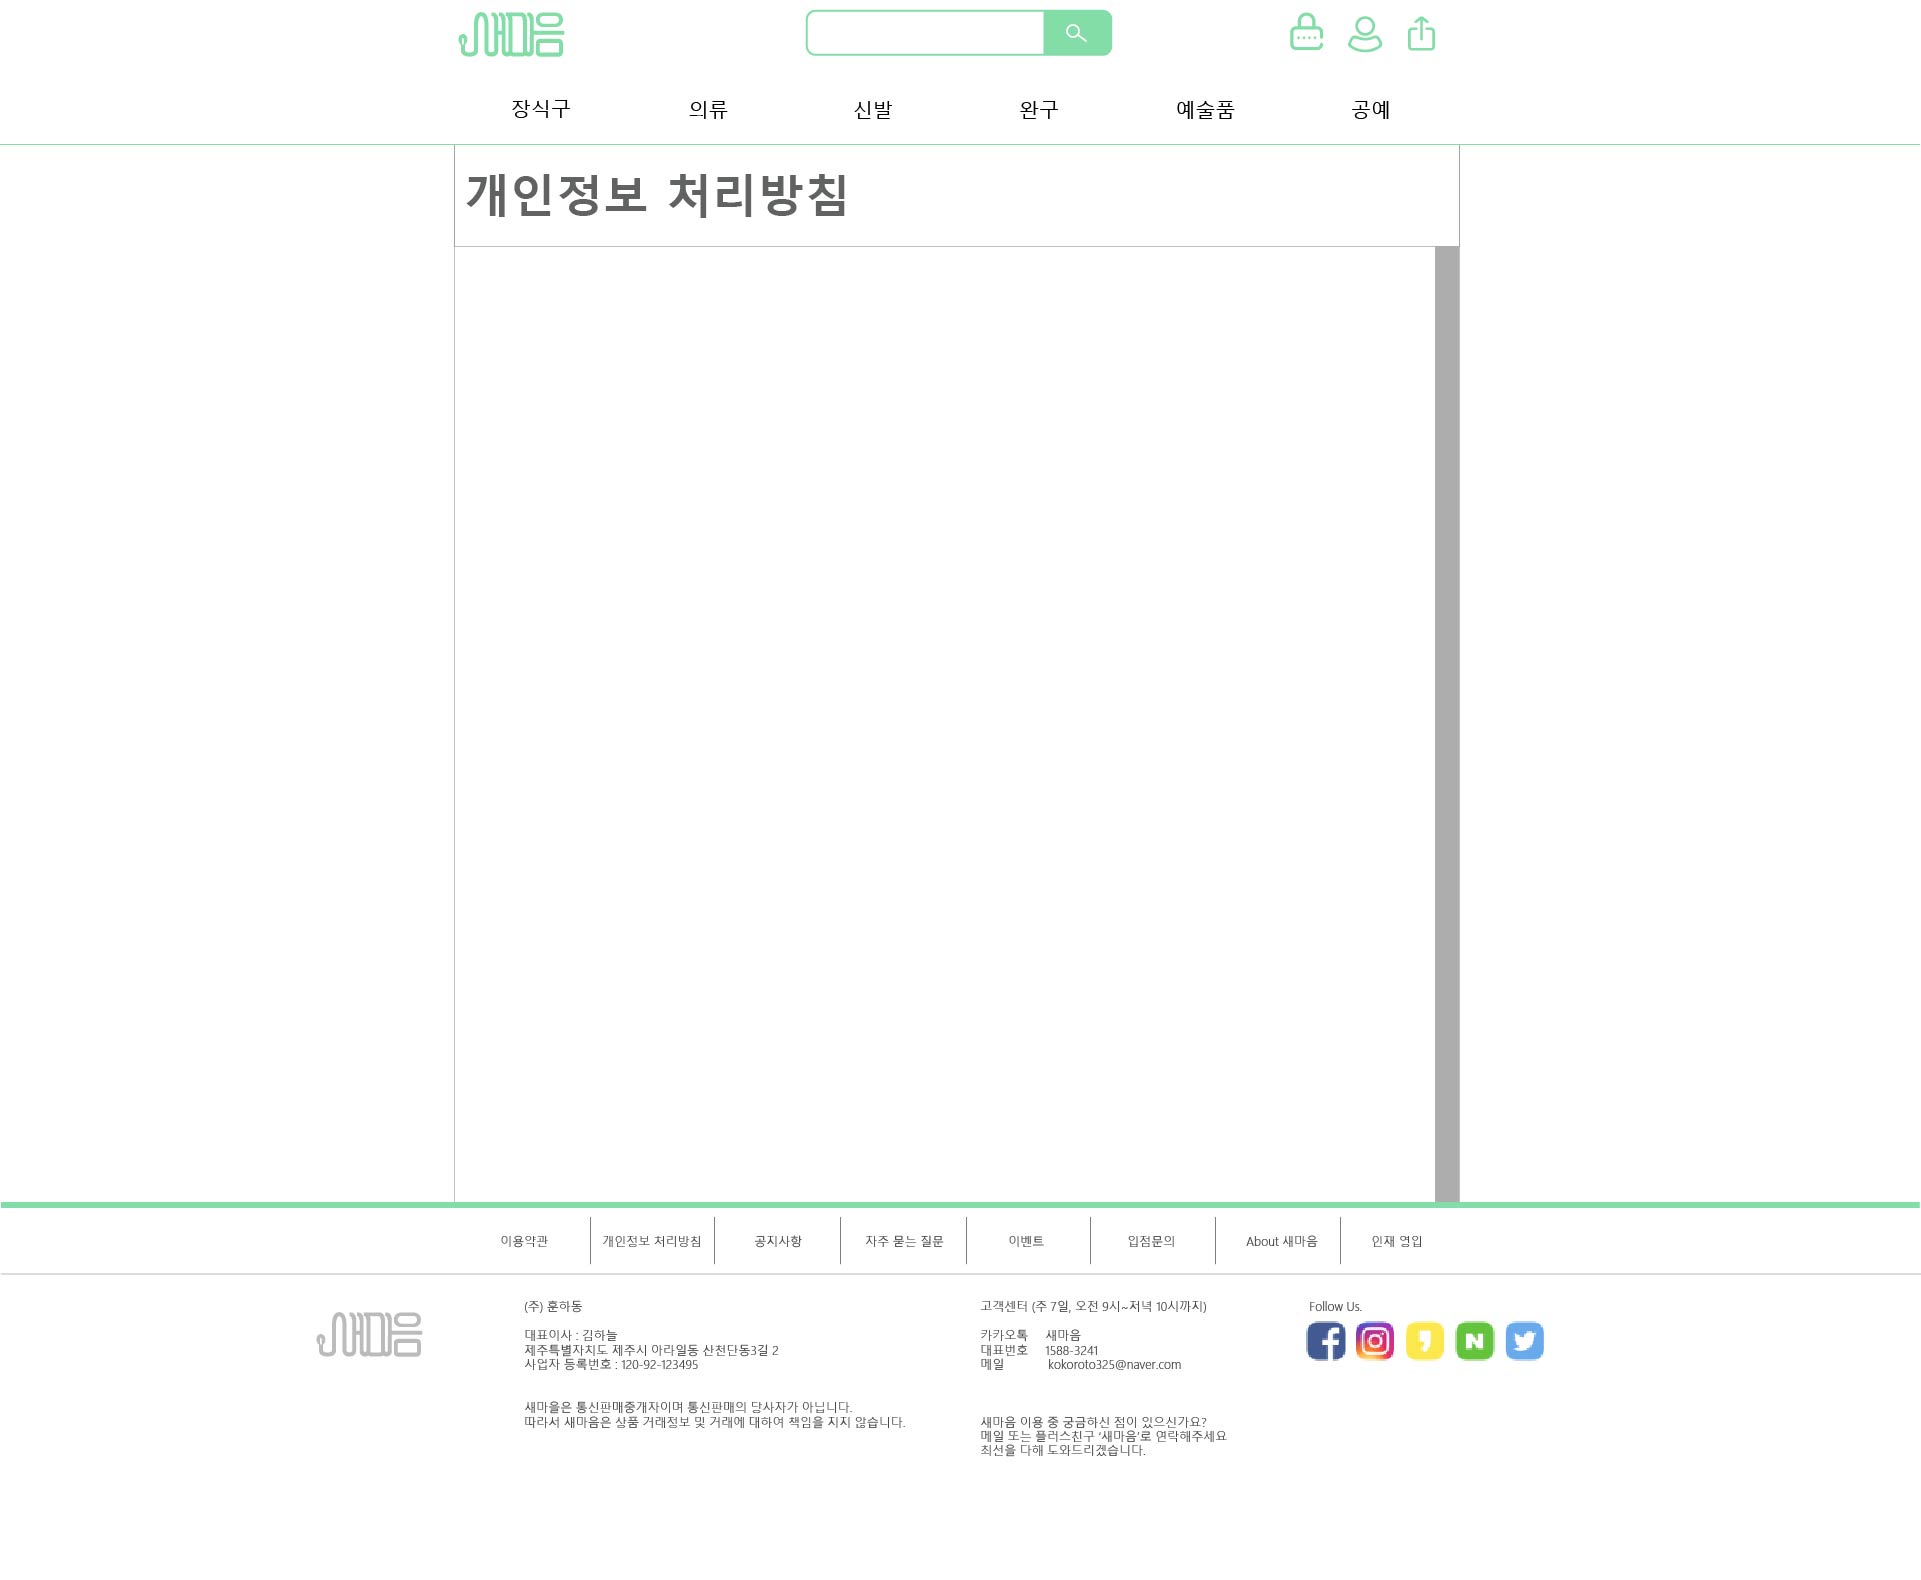 새마음
장식구 의류 신발 완구 예술품 공예
개인정보 처리방침
이용약관 개인정보 처리방침 공지사항 자주 묻는 질문 이벤트 입점문의 About 새마음 인재 영입
새마음
(주) 훈하동
대표이사 : 김하늘
제주특별자치도 제주시 아라일동 산천단동3길 2
사업자 등록번호 : 120-92-123495
새마을은 통신판매중개자이며 통신판매의 당사자가 아닙니다.
따라서 새마음은 상품 거래정보 및 거래에 대하여 책임을 지지 않습니다.
고객센터 (주 7일, 오전 9시~저녁 10시까지)
카카오톡 새마음
대표번호 1588-3241
메일 kokoroto325@naver.com
새마음 이용 중 궁금하신 점이 있으신가요?
메일 또는 플러스친구 '새마음'로 연락해주세요
최선을 다해 도와드리겠습니다.
Follow Us.